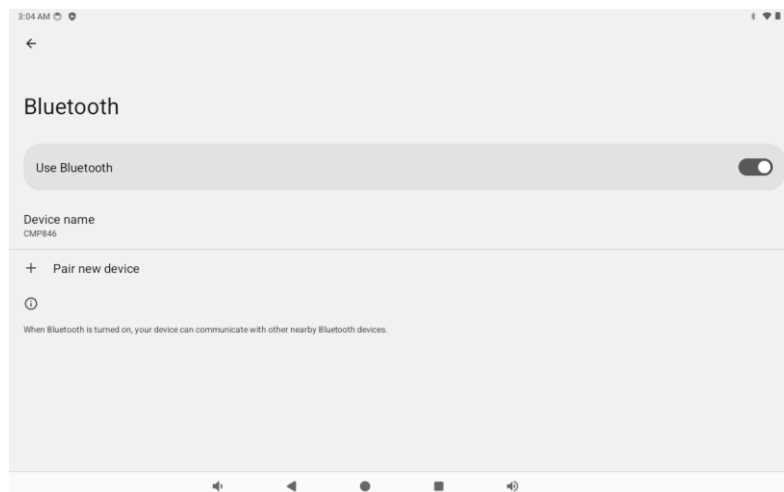 3:04 AM
Bluetooth
Use Bluetooth
Device name
CMP846
Pair new device
When Bluetooth is turned on, your device can communicate with other nearby Bluetooth devices.